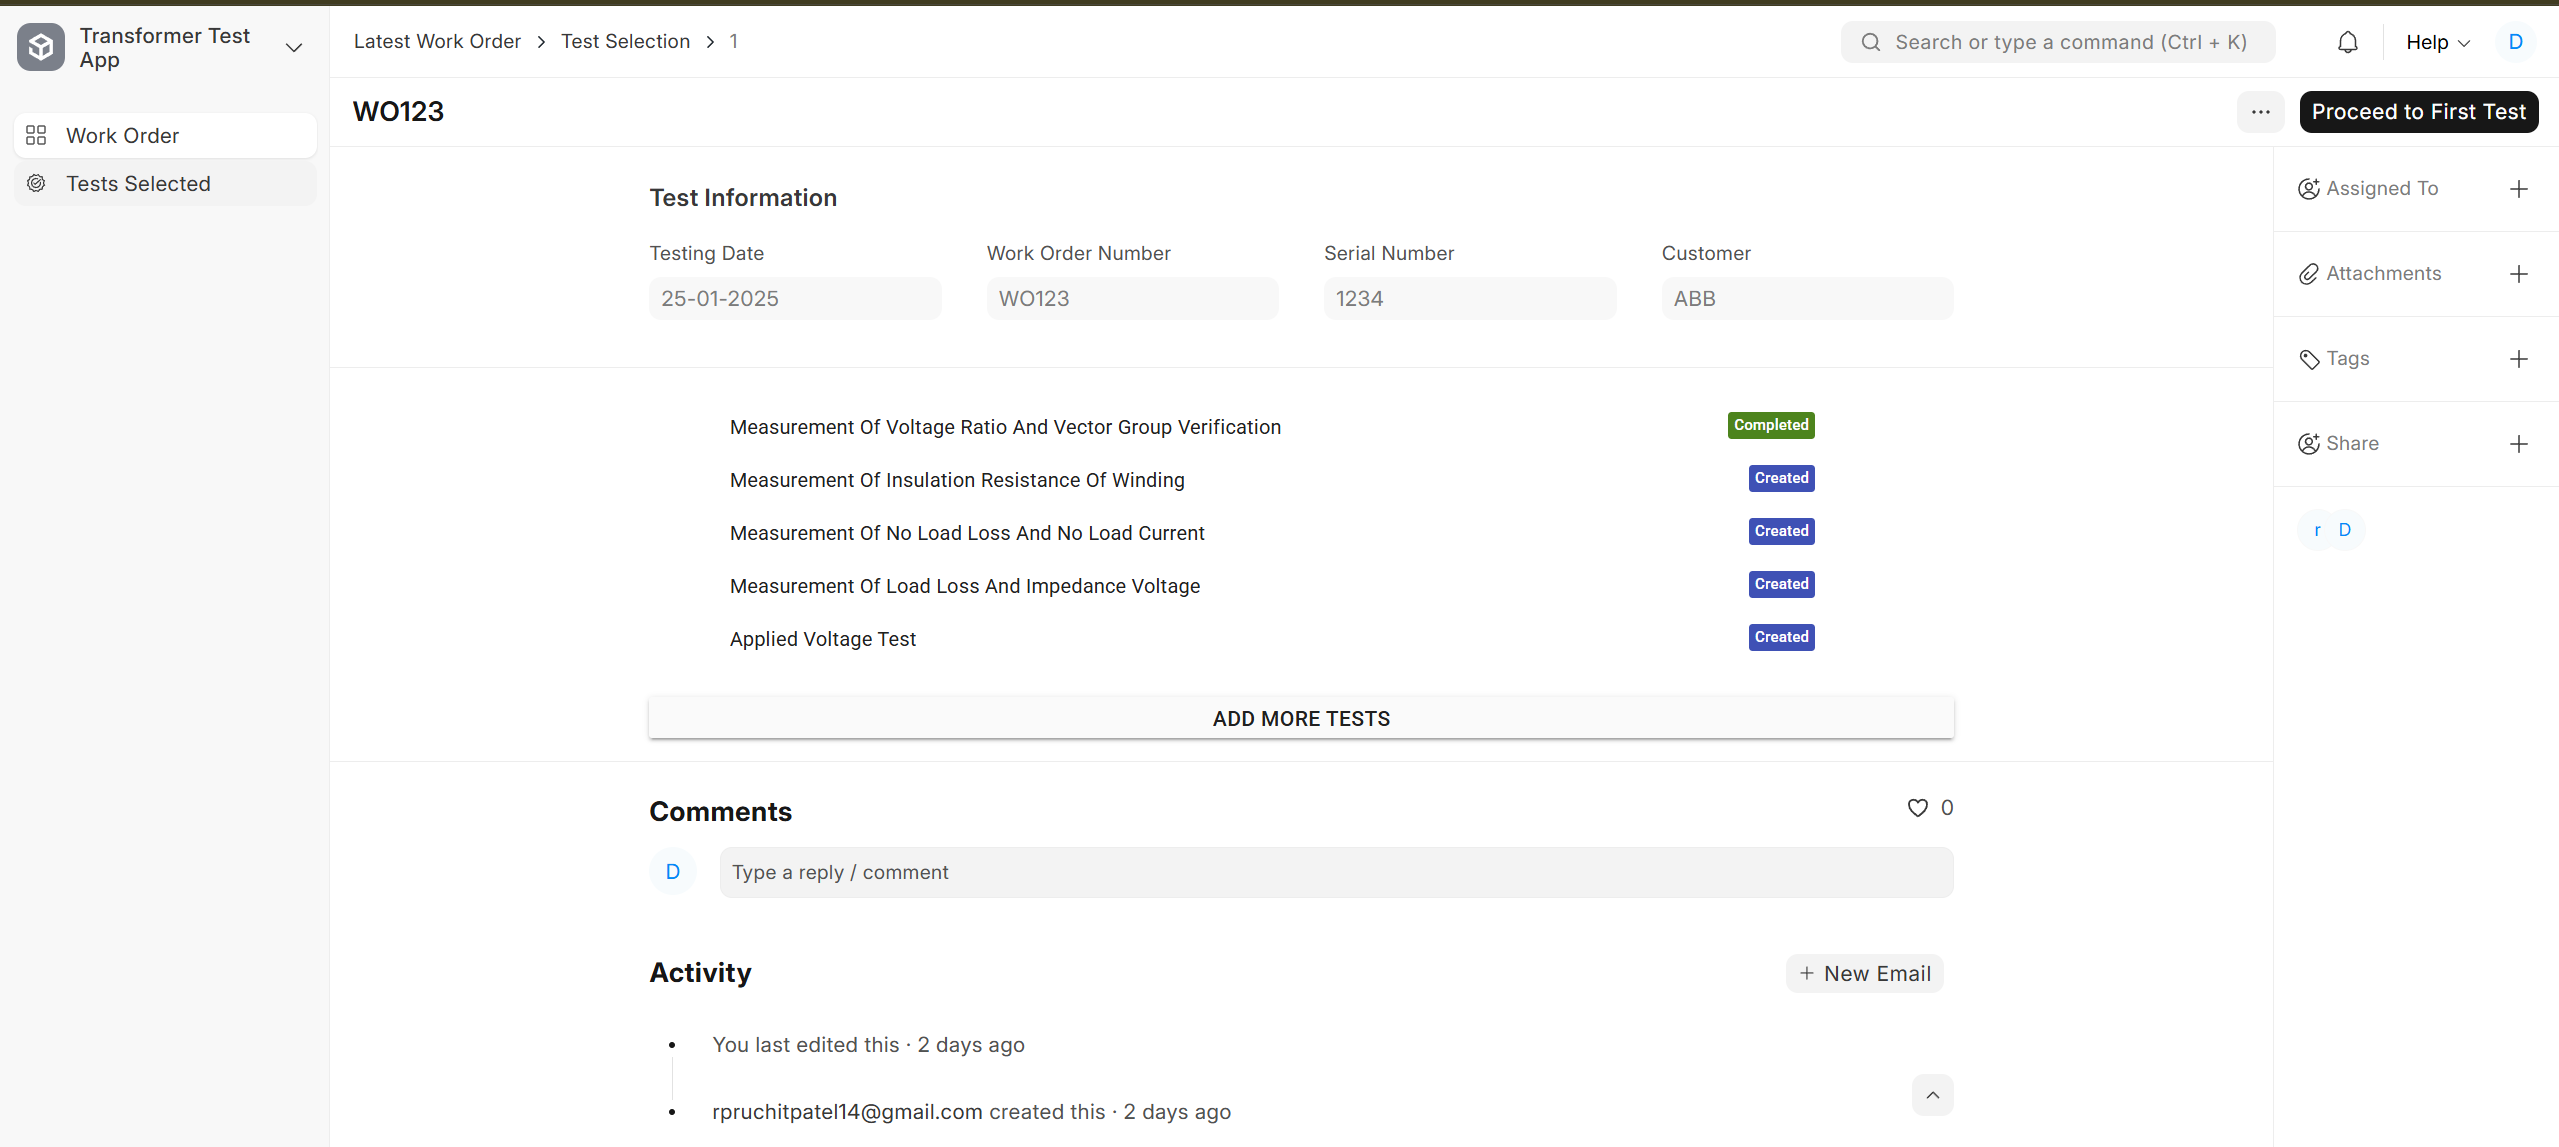 Transformer Test
App
Latest Work Order > Test Selection > 1
Search or type a command (Ctrl + K)
Help
D
Work Order
Tests Selected
WO123
Proceed to First Test
Test Information
Testing Date
Work Order Number
Serial Number
Customer
25-01-2025
WO123
1234
ABB
Measurement Of Voltage Ratio And Vector Group Verification
Completed
Measurement Of Insulation Resistance Of Winding
Created
Measurement Of No Load Loss And No Load Current
Created
Measurement Of Load Loss And Impedance Voltage
Created
Applied Voltage Test
Created
ADD MORE TESTS
Comments
0
D
Type a reply / comment
Activity
+ New Email
You last edited this · 2 days ago
rpruchitpatel14@gmail.com created this · 2 days ago
Assigned To
Attachments
Tags
Share
r D